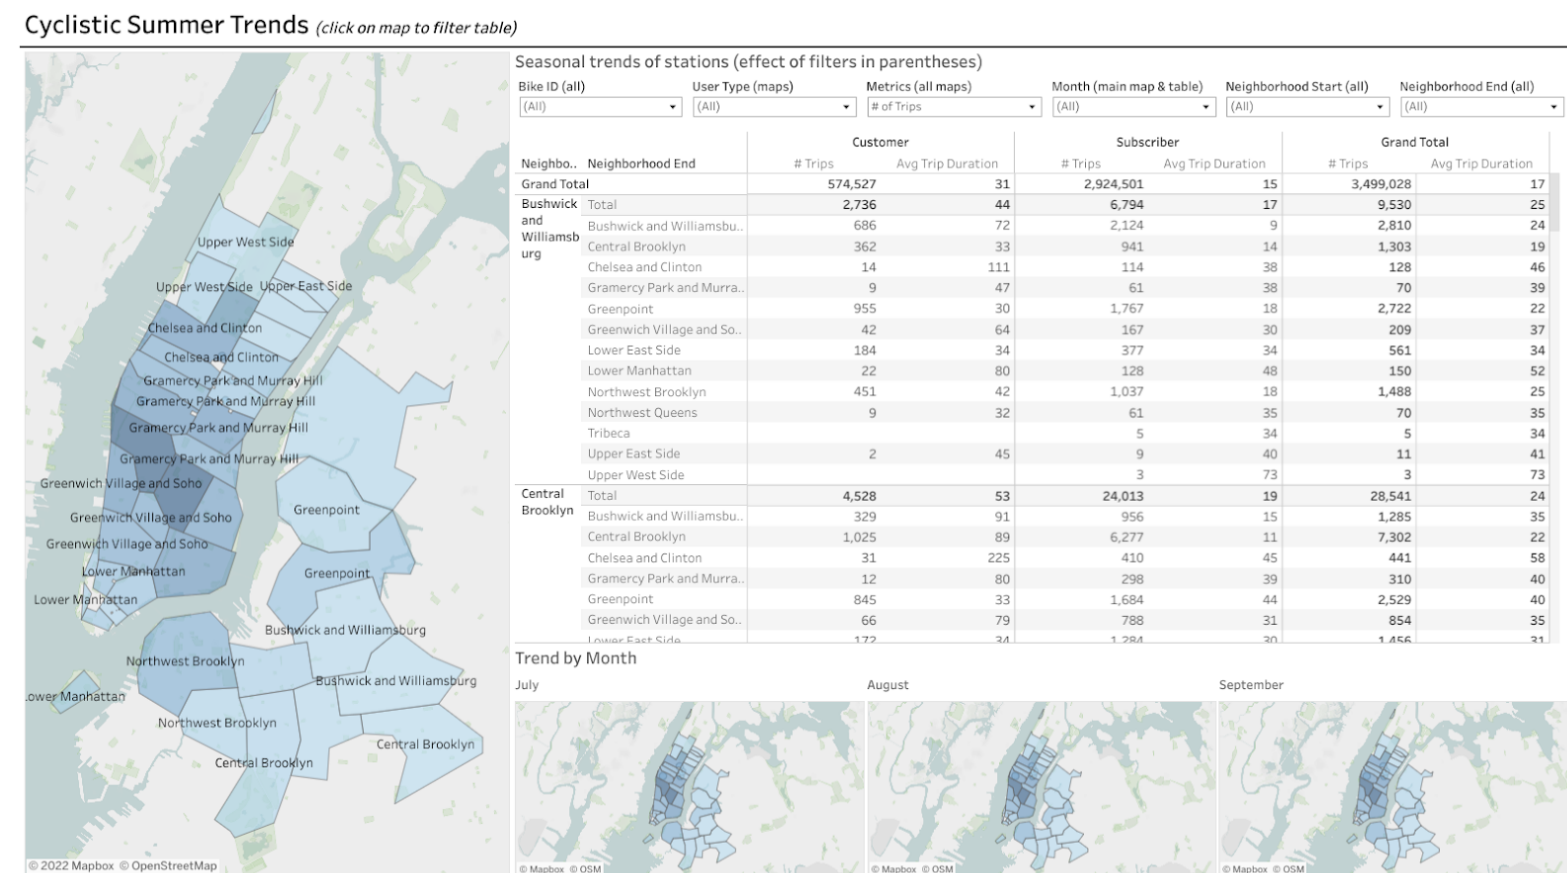 Cyclistic Summer Trends (click on map to filter table)
Seasonal trends of stations (effect of filters in parentheses)
Bike ID (all) User Type (maps) Metrics (all maps) Month (main map & table) Neighborhood Start (all) Neighborhood End (all)
(All) (All) # of Trips (All) (All) (All)
Customer Subscriber Grand Total
Neighbo.. Neighborhood End # Trips Avg Trip Duration # Trips Avg Trip Duration # Trips Avg Trip Duration
Grand Total 574,527 31 2,924,501 15 3,499,028 17
Bushwick and Williamsb urg
Total 2,736 44 6,794 17 9,530 25
Bushwick and Williamsbu.. 686 72 2,124 9 2,810 24
Central Brooklyn 362 33 941 14 1,303 19
Chelsea and Clinton 14 111 114 38 128 46
Gramercy Park and Murra.. 9 47 61 38 70 39
Greenpoint 955 30 1,767 18 2,722 22
Greenwich Village and So.. 42 64 167 30 209 37
Lower East Side 184 34 377 34 561 34
Lower Manhattan 22 80 128 48 150 52
Northwest Brooklyn 451 42 1,037 18 1,488 25
Northwest Queens 9 32 61 35 70 35
Tribeca 5 34 5 34
Upper East Side 2 45 9 40 11 41
Upper West Side 3 73 3 73
Central Brooklyn
Total 4,528 53 24,013 19 28,541 24
Bushwick and Williamsbu.. 329 91 956 15 1,285 35
Central Brooklyn 1,025 89 6,277 11 7,302 22
Chelsea and Clinton 31 225 410 45 441 58
Gramercy Park and Murra.. 12 80 298 39 310 40
Greenpoint 845 33 1,684 44 2,529 40
Greenwich Village and So.. 66 79 788 31 854 35
Lower East Side 172 34 1,284 30 1,456 31
Upper West Side
Upper West Side Upper East Side
Chelsea and Clinton
Chelsea and Clinton
Gramercy Park and Murray Hill
Gramercy Park and Murray Hill
Gramercy Park and Murray Hill
Gramercy Park and Murray Hill
Greenwich Village and Soho
Greenpoint
Greenwich Village and Soho
Greenwich Village and Soho
Lower Manhattan
Greenpoint
Lower Manhattan
Bushwick and Williamsburg
Northwest Brooklyn
Bushwick and Williamsburg
Lower Manhattan
Northwest Brooklyn
Central Brooklyn
Central Brooklyn
© 2022 Mapbox © OpenStreetMap
Trend by Month
July August September
© Mapbox © OSM © Mapbox © OSM © Mapbox © OSM